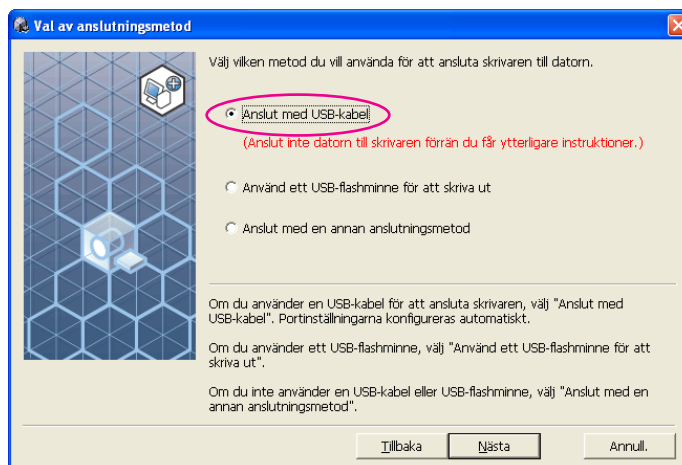 Val av anslutningsmetod
Välj vilken metod du vill använda för att ansluta skrivaren till datorn.
Anslut med USB-kabel
(Anslut inte datorn till skrivaren förrän du får ytterligare instruktioner.)
Använd ett USB-flashminne för att skriva ut
Anslut med en annan anslutningsmetod
Om du använder en USB-kabel för att ansluta skrivaren, välj "Anslut med
USB-kabel". Portinställningarna konfigureras automatiskt.
Om du använder ett USB-flashminne, välj "Använd ett USB-flashminne för att
skriva ut".
Om du inte använder en USB-kabel eller USB-flashminne, välj "Anslut med en
annan anslutningsmetod".
Tillbaka Nästa Annull.